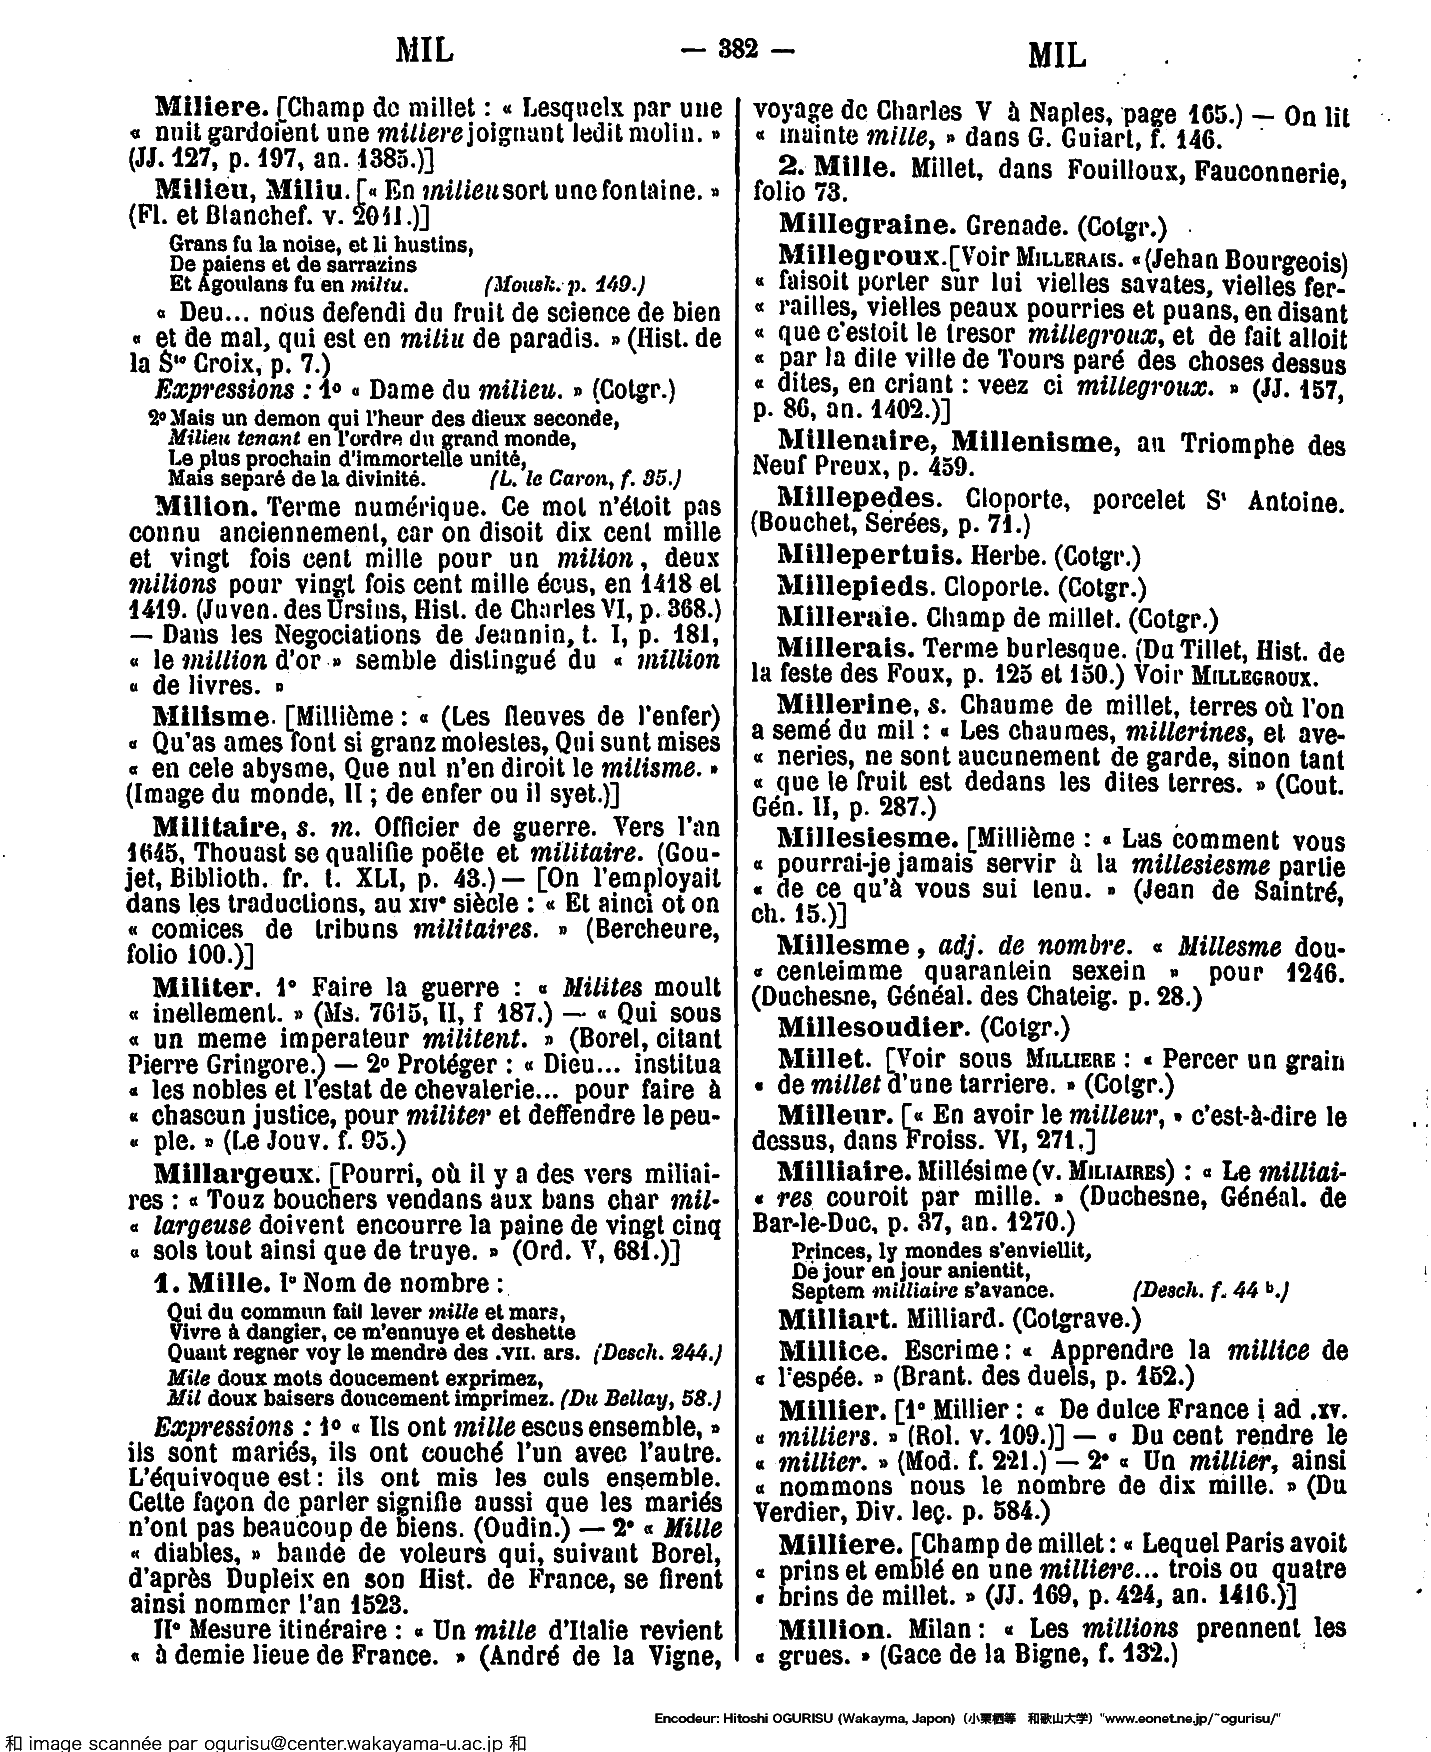 MIL — 382 — MIL
Miliere. [Champ de millet : « Lesquelx par une
« nuit gardoient une miliere joignant ledit molin. »
(JJ. 127, p. 197, an. 1385.)]
Milieu, Miliu. [« En milieu sort une fontaine. »
(Fl. et Blanchef. v. 2011.)]
Grans fu la noise, et li hustins,
De paiens et de sarrazins
Et Agoulans fu en miliu. (Mousk. p. 149.)
« Deu... nous defendi du fruit de science de bien
« et de mal, qui est en miliu de paradis. » (Hist. de
la Ste Croix, p. 7.)
Expressions : 1o « Dame du milieu. » (Cotgr.)
2o Mais un demon qui l'heur des dieux seconde,
Milieu tenant en l'ordre du grand monde,
Le plus prochain d'immortelle unité,
Mais separé de la divinité. (L. le Caron, f. 35.)
Milion. Terme numérique. Ce mot n'étoit pas
connu anciennement, car on disoit dix cent mille
et vingt fois cent mille pour un milion, deux
milions pour vingt fois cent mille écus, en 1418 et
1419. (Juven. des Ursins, Hist. de Charles VI, p. 368.)
— Dans les Negociations de Jeannin, t. I, p. 181,
« le million d'or » semble distingué du « million
« de livres. »
Milisme. [Millième : « (Les fleuves de l'enfer)
« Qu'as ames font si granz molestes, Qui sunt mises
« en cele abysme, Que nul n'en diroit le milisme. »
(Image du monde, II ; de enfer ou il syet.)]
Militaire, s. m. Officier de guerre. Vers l'an
1645, Thouast se qualifie poëte et militaire. (Gou-
jet, Biblioth. fr. t. XLI, p. 43.) — [On l'employait
dans les traductions, au XIVe siècle : « Et ainci ot on
« comices de tribuns militaires. » (Bercheure,
folio 100.)]
Militer. 1o Faire la guerre : « Milites moult
« inellement. » (Ms. 7615, II, f 187.) — « Qui sous
« un meme imperateur militent. » (Borel, citant
Pierre Gringore.) — 2o Protéger : « Dieu... institua
« les nobles et l'estat de chevalerie... pour faire à
« chascun justice, pour militer et deffendre le peu-
« ple. » (Le Jouv. f. 95.)
Millargeux. [Pourri, où il y a des vers miliai-
res : « Touz bouchers vendans aux bans char mil-
« largeuse doivent encourre la paine de vingt cinq
« sols tout ainsi que de truye. » (Ord. V, 681.)]
1. Mille. Io Nom de nombre :
Qui du commun fait lever mille et mars,
Vivre à dangier, ce m'ennuye et deshette
Quant regner voy le mendre des .VII. ars. (Desch. 244.)
Mile doux mots doucement exprimez,
Mil doux baisers doucement imprimez. (Du Bellay, 58.)
Expressions : 1o « Ils ont mille escus ensemble, »
ils sont mariés, ils ont couché l'un avec l'autre.
L'équivoque est : ils ont mis les culs ensemble.
Cette façon de parler signifie aussi que les mariés
n'ont pas beaucoup de biens. (Oudin.) — 2o « Mille
« diables, » bande de voleurs qui, suivant Borel,
d'après Dupleix en son Hist. de France, se firent
ainsi nommer l'an 1523.
IIo Mesure itinéraire : « Un mille d'Italie revient
« à demie lieue de France. » (André de la Vigne,
voyage de Charles V à Naples, page 165.) — On lit
« mainte mille, » dans G. Guiart, f. 146.
2. Mille. Millet, dans Fouilloux, Fauconnerie,
folio 73.
Millegraine. Grenade. (Cotgr.)
Millegroux. [Voir MILLERAIS. « (Jehan Bourgeois)
« faisoit porter sur lui vielles savates, vielles fer-
« railles, vielles peaux pourries et puans, en disant
« que c'estoit le tresor millegroux, et de fait alloit
« par la dite ville de Tours paré des choses dessus
« dites, en criant : veez ci millegroux. » (JJ. 157,
p. 86, an. 1402.)]
Millenaire, Millenisme, au Triomphe des
Neuf Preux, p. 459.
Millepedes. Cloporte, porcelet St Antoine.
(Bouchet, Serées, p. 71.)
Millepertuis. Herbe. (Cotgr.)
Millepieds. Cloporte. (Cotgr.)
Milleraie. Champ de millet. (Cotgr.)
Millerais. Terme burlesque. (Du Tillet, Hist. de
la feste des Foux, p. 125 et 150.) Voir MILLEGROUX.
Millerine, s. Chaume de millet, terres où l'on
a semé du mil : « Les chaumes, millerines, et ave-
« neries, ne sont aucunement de garde, sinon tant
« que le fruit est dedans les dites terres. » (Cout.
Gén. II, p. 287.)
Millesiesme. [Millième : « Las comment vous
« pourrai-je jamais servir à la millesiesme partie
« de ce qu'à vous sui tenu. » (Jean de Saintré,
ch. 15.)]
Millesme, adj. de nombre. « Millesme dou-
« centeimme quarantein sexein » pour 1246.
(Duchesne, Généal. des Chateig. p. 28.)
Millesoudier. (Cotgr.)
Millet. [Voir sous MILLIERE : « Percer un grain
« de millet d'une tarriere. » (Cotgr.)
Milleur. [« En avoir le milleur, » c'est-à-dire le
dessus, dans Froiss. VI, 271.]
Milliaire. Millésime (v. MILIAIRES) : « Le milliai-
« res couroit par mille. » (Duchesne, Généal. de
Bar-le-Duc, p. 37, an. 1270.)
Princes, ly mondes s'enviellit,
De jour en jour anientit,
Septem milliaire s'avance. (Desch. f. 44 b.)
Milliart. Milliard. (Cotgrave.)
Millice. Escrime : « Apprendre la millice de
« l'espée. » (Brant. des duels, p. 152.)
Millier. [1o Millier : « De dulce France i ad .XV.
« milliers. » (Rol. v. 109.)] — « Du cent rendre le
« millier. » (Mod. f. 221.) — 2o « Un millier, ainsi
« nommons nous le nombre de dix mille. » (Du
Verdier, Div. leç. p. 584.)
Milliere. [Champ de millet : « Lequel Paris avoit
« prins et emblé en une milliere... trois ou quatre
« brins de millet. » (JJ. 169, p. 424, an. 1416.)]
Million. Milan : « Les millions prennent les
« grues. » (Gace de la Bigne, f. 132.)
Encodeur: Hitoshi OGURISU (Wakayma, Japon) (小栗栖等 和歌山大学) "www.eonet.ne.jp/~ogurisu/"
和 image scannée par ogurisu@center.wakayama-u.ac.jp 和